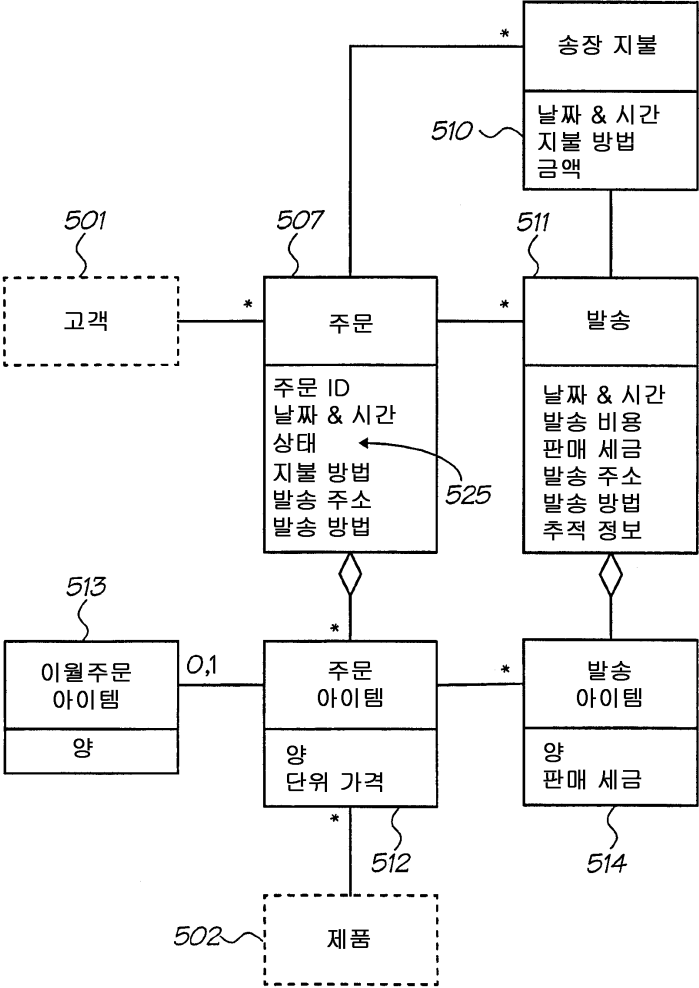 *
송장 지불
날짜 & 시간
지불 방법
금액
510
501
507
511
고객
*
주문
*
발송
주문 ID
날짜 & 시간
상태
지불 방법
발송 주소
발송 방법
525
날짜 & 시간
발송 비용
판매 세금
발송 주소
발송 방법
추적 정보
513
*
이월주문
아이템
양
0,1
주문
아이템
양
단위 가격
*
발송
아이템
양
판매 세금
*
512
514
502
제품